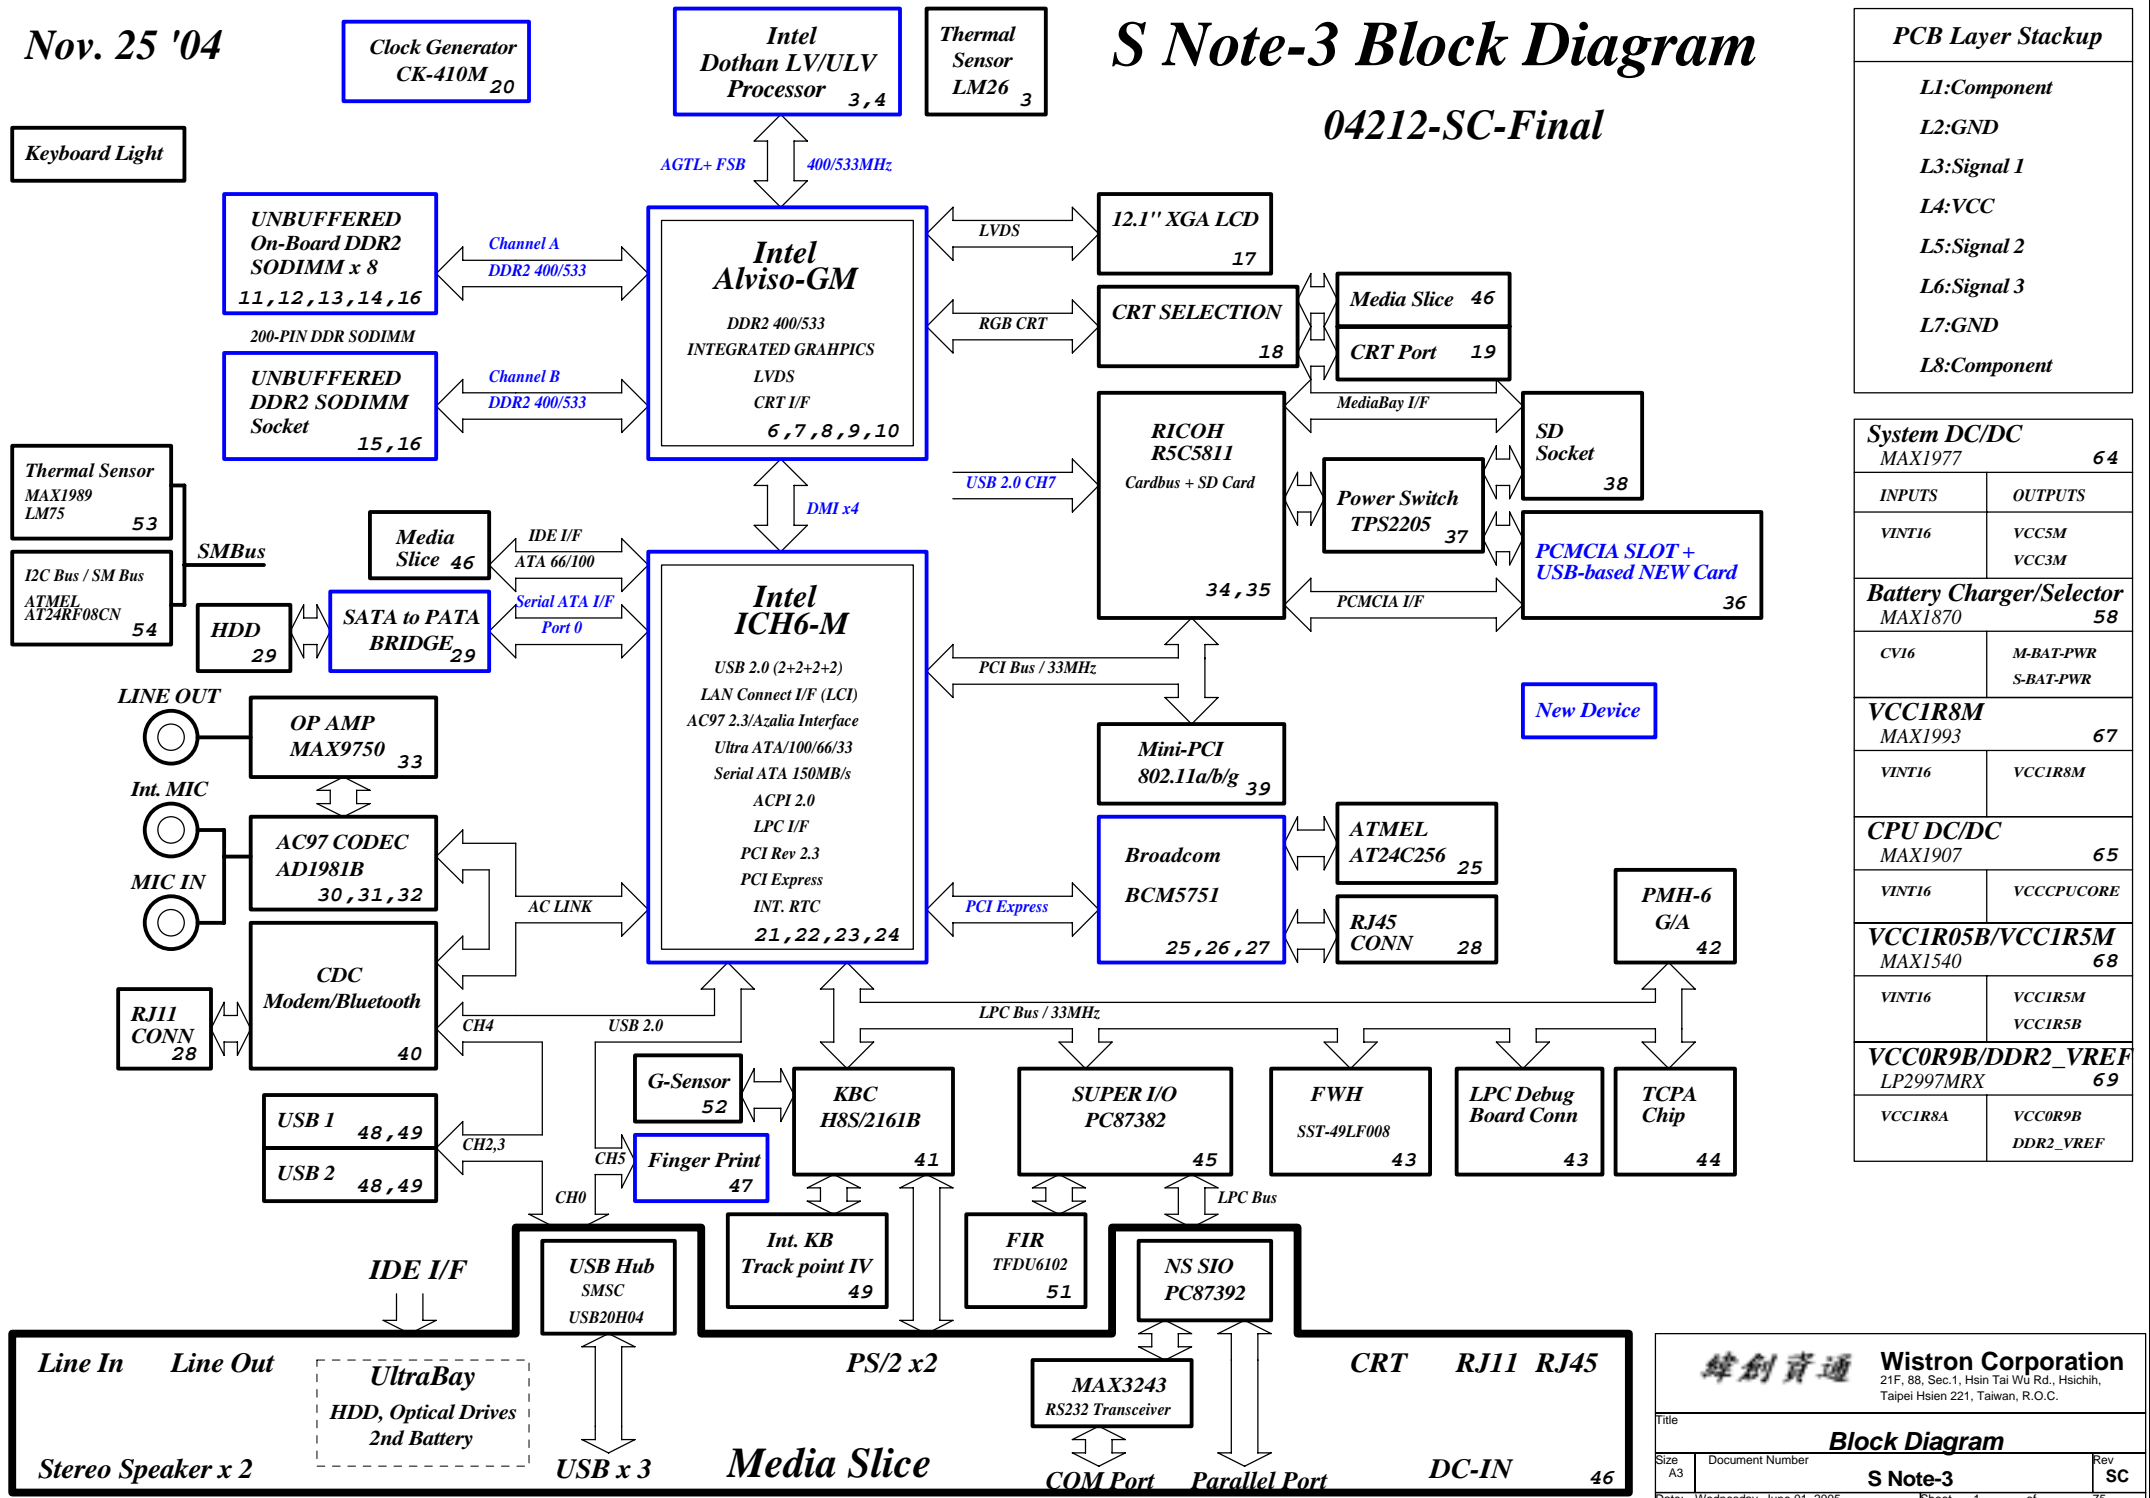 Nov. 25 '04
S Note-3 Block Diagram
04212-SC-Final
Clock Generator
CK-410M
20
Intel
Dothan LV/ULV
Processor
3,4
Thermal
Sensor
LM26
3
Keyboard Light
AGTL+ FSB
400/533MHz
UNBUFFERED
On-Board DDR2
SODIMM x 8
11,12,13,14,16
Channel A
DDR2 400/533
200-PIN DDR SODIMM
UNBUFFERED
DDR2 SODIMM
Socket
15,16
Channel B
DDR2 400/533
Intel
Alviso-GM
DDR2 400/533
INTEGRATED GRAHPICS
LVDS
CRT I/F
6,7,8,9,10
LVDS
12.1" XGA LCD
17
RGB CRT
CRT SELECTION
18
Media Slice 46
CRT Port 19
MediaBay I/F
RICOH
R5C5811
Cardbus + SD Card
34,35
USB 2.0 CH7
SD
Socket
38
Power Switch
TPS2205
37
PCMCIA SLOT +
USB-based NEW Card
36
PCMCIA I/F
DMI x4
Thermal Sensor
MAX1989
LM75
53
I2C Bus / SM Bus
ATMEL
AT24RF08CN
54
SMBus
Media
Slice 46
IDE I/F
ATA 66/100
HDD
29
SATA to PATA
BRIDGE
29
Serial ATA I/F
Port 0
Intel
ICH6-M
USB 2.0 (2+2+2+2)
LAN Connect I/F (LCI)
AC97 2.3/Azalia Interface
Ultra ATA/100/66/33
Serial ATA 150MB/s
ACPI 2.0
LPC I/F
PCI Rev 2.3
PCI Express
INT. RTC
21,22,23,24
PCI Bus / 33MHz
New Device
Mini-PCI
802.11a/b/g
39
LINE OUT
OP AMP
MAX9750
33
Int. MIC
AC97 CODEC
AD1981B
30,31,32
MIC IN
AC LINK
CDC
Modem/Bluetooth
40
RJ11
CONN
28
Broadcom
BCM5751
25,26,27
PCI Express
ATMEL
AT24C256
25
RJ45
CONN
28
PMH-6
G/A
42
CH4
USB 2.0
LPC Bus / 33MHz
USB 1
48,49
USB 2
48,49
CH2,3
CH5
CH0
G-Sensor
52
Finger Print
47
KBC
H8S/2161B
41
SUPER I/O
PC87382
45
FWH
SST-49LF008
43
LPC Debug
Board Conn
43
TCPA
Chip
44
LPC Bus
Int. KB
Track point IV
49
FIR
TFDU6102
51
NS SIO
PC87392
USB Hub
SMSC
USB20H04
IDE I/F
Line In
Line Out
UltraBay
HDD, Optical Drives
2nd Battery
Stereo Speaker x 2
USB x 3
Media Slice
PS/2 x2
MAX3243
RS232 Transceiver
COM Port
Parallel Port
CRT
RJ11
RJ45
DC-IN
46
PCB Layer Stackup
L1:Component
L2:GND
L3:Signal 1
L4:VCC
L5:Signal 2
L6:Signal 3
L7:GND
L8:Component
System DC/DC
MAX1977 64
INPUTS OUTPUTS
VINT16 VCC5M
VCC3M
Battery Charger/Selector
MAX1870 58
CV16 M-BAT-PWR
S-BAT-PWR
VCC1R8M
MAX1993 67
VINT16 VCC1R8M
CPU DC/DC
MAX1907 65
VINT16 VCCCPUCORE
VCC1R05B/VCC1R5M
MAX1540 68
VINT16 VCC1R5M
VCC1R5B
VCC0R9B/DDR2_VREF
LP2997MRX 69
VCC1R8A VCC0R9B
DDR2_VREF
緯創資通
Wistron Corporation
21F, 88, Sec.1, Hsin Tai Wu Rd., Hsichih,
Taipei Hsien 221, Taiwan, R.O.C.
Title
Block Diagram
Size
A3
Document Number
S Note-3
Rev
SC
Date: Wednesday, June 01, 2005 Sheet 1 of 75